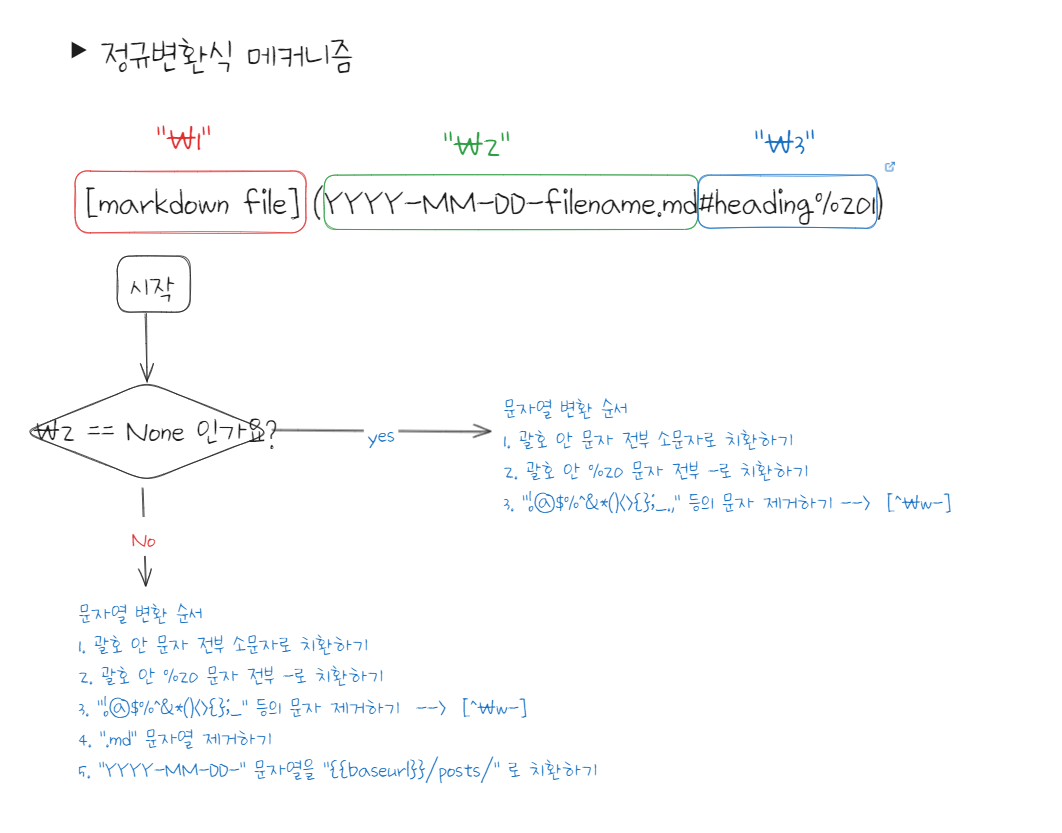 ▶ 정규변환식 메커니즘
"₩1" "₩2" "₩3"
[markdown file](YYYY-MM-DD-filename.md#heading%201)
시작
₩2 == None 인가요?
yes
문자열 변환 순서
1. 괄호 안 문자 전부 소문자로 치환하기
2. 괄호 안 %20 문자 전부 -로 치환하기
3. "!@$%^&*()<>{};_.," 등의 문자 제거하기 --> [^₩w-]
No
문자열 변환 순서
1. 괄호 안 문자 전부 소문자로 치환하기
2. 괄호 안 %20 문자 전부 -로 치환하기
3. "!@$%^&*()<>{};_" 등의 문자 제거하기 --> [^₩w-]
4. ".md" 문자열 제거하기
5. "YYYY-MM-DD-" 문자열을 "{{baseurl}}/posts/" 로 치환하기